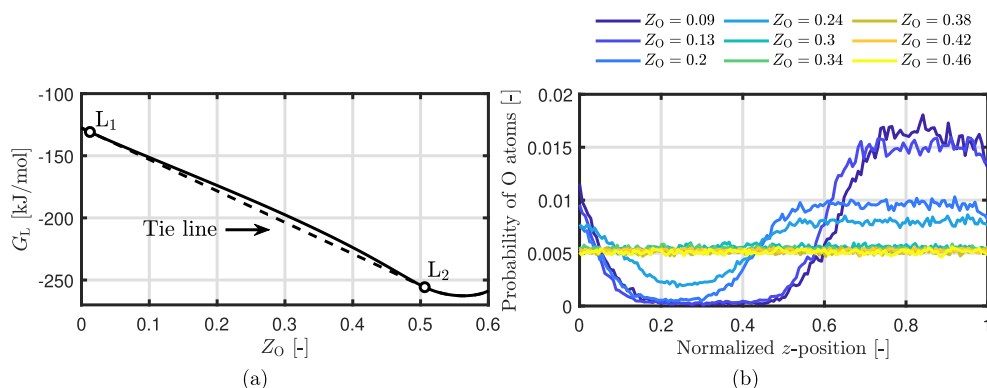 Z_O = 0.09 Z_O = 0.24 Z_O = 0.38
Z_O = 0.13 Z_O = 0.3 Z_O = 0.42
Z_O = 0.2 Z_O = 0.34 Z_O = 0.46
-100
-150
-200
-250
G_L [kJ/mol]
L_1
Tie line
L_2
0 0.1 0.2 0.3 0.4 0.5 0.6
Z_O [-]
(a)
0.02
0.015
0.01
0.005
0
Probability of O atoms [-]
0 0.2 0.4 0.6 0.8 1
Normalized z-position [-]
(b)